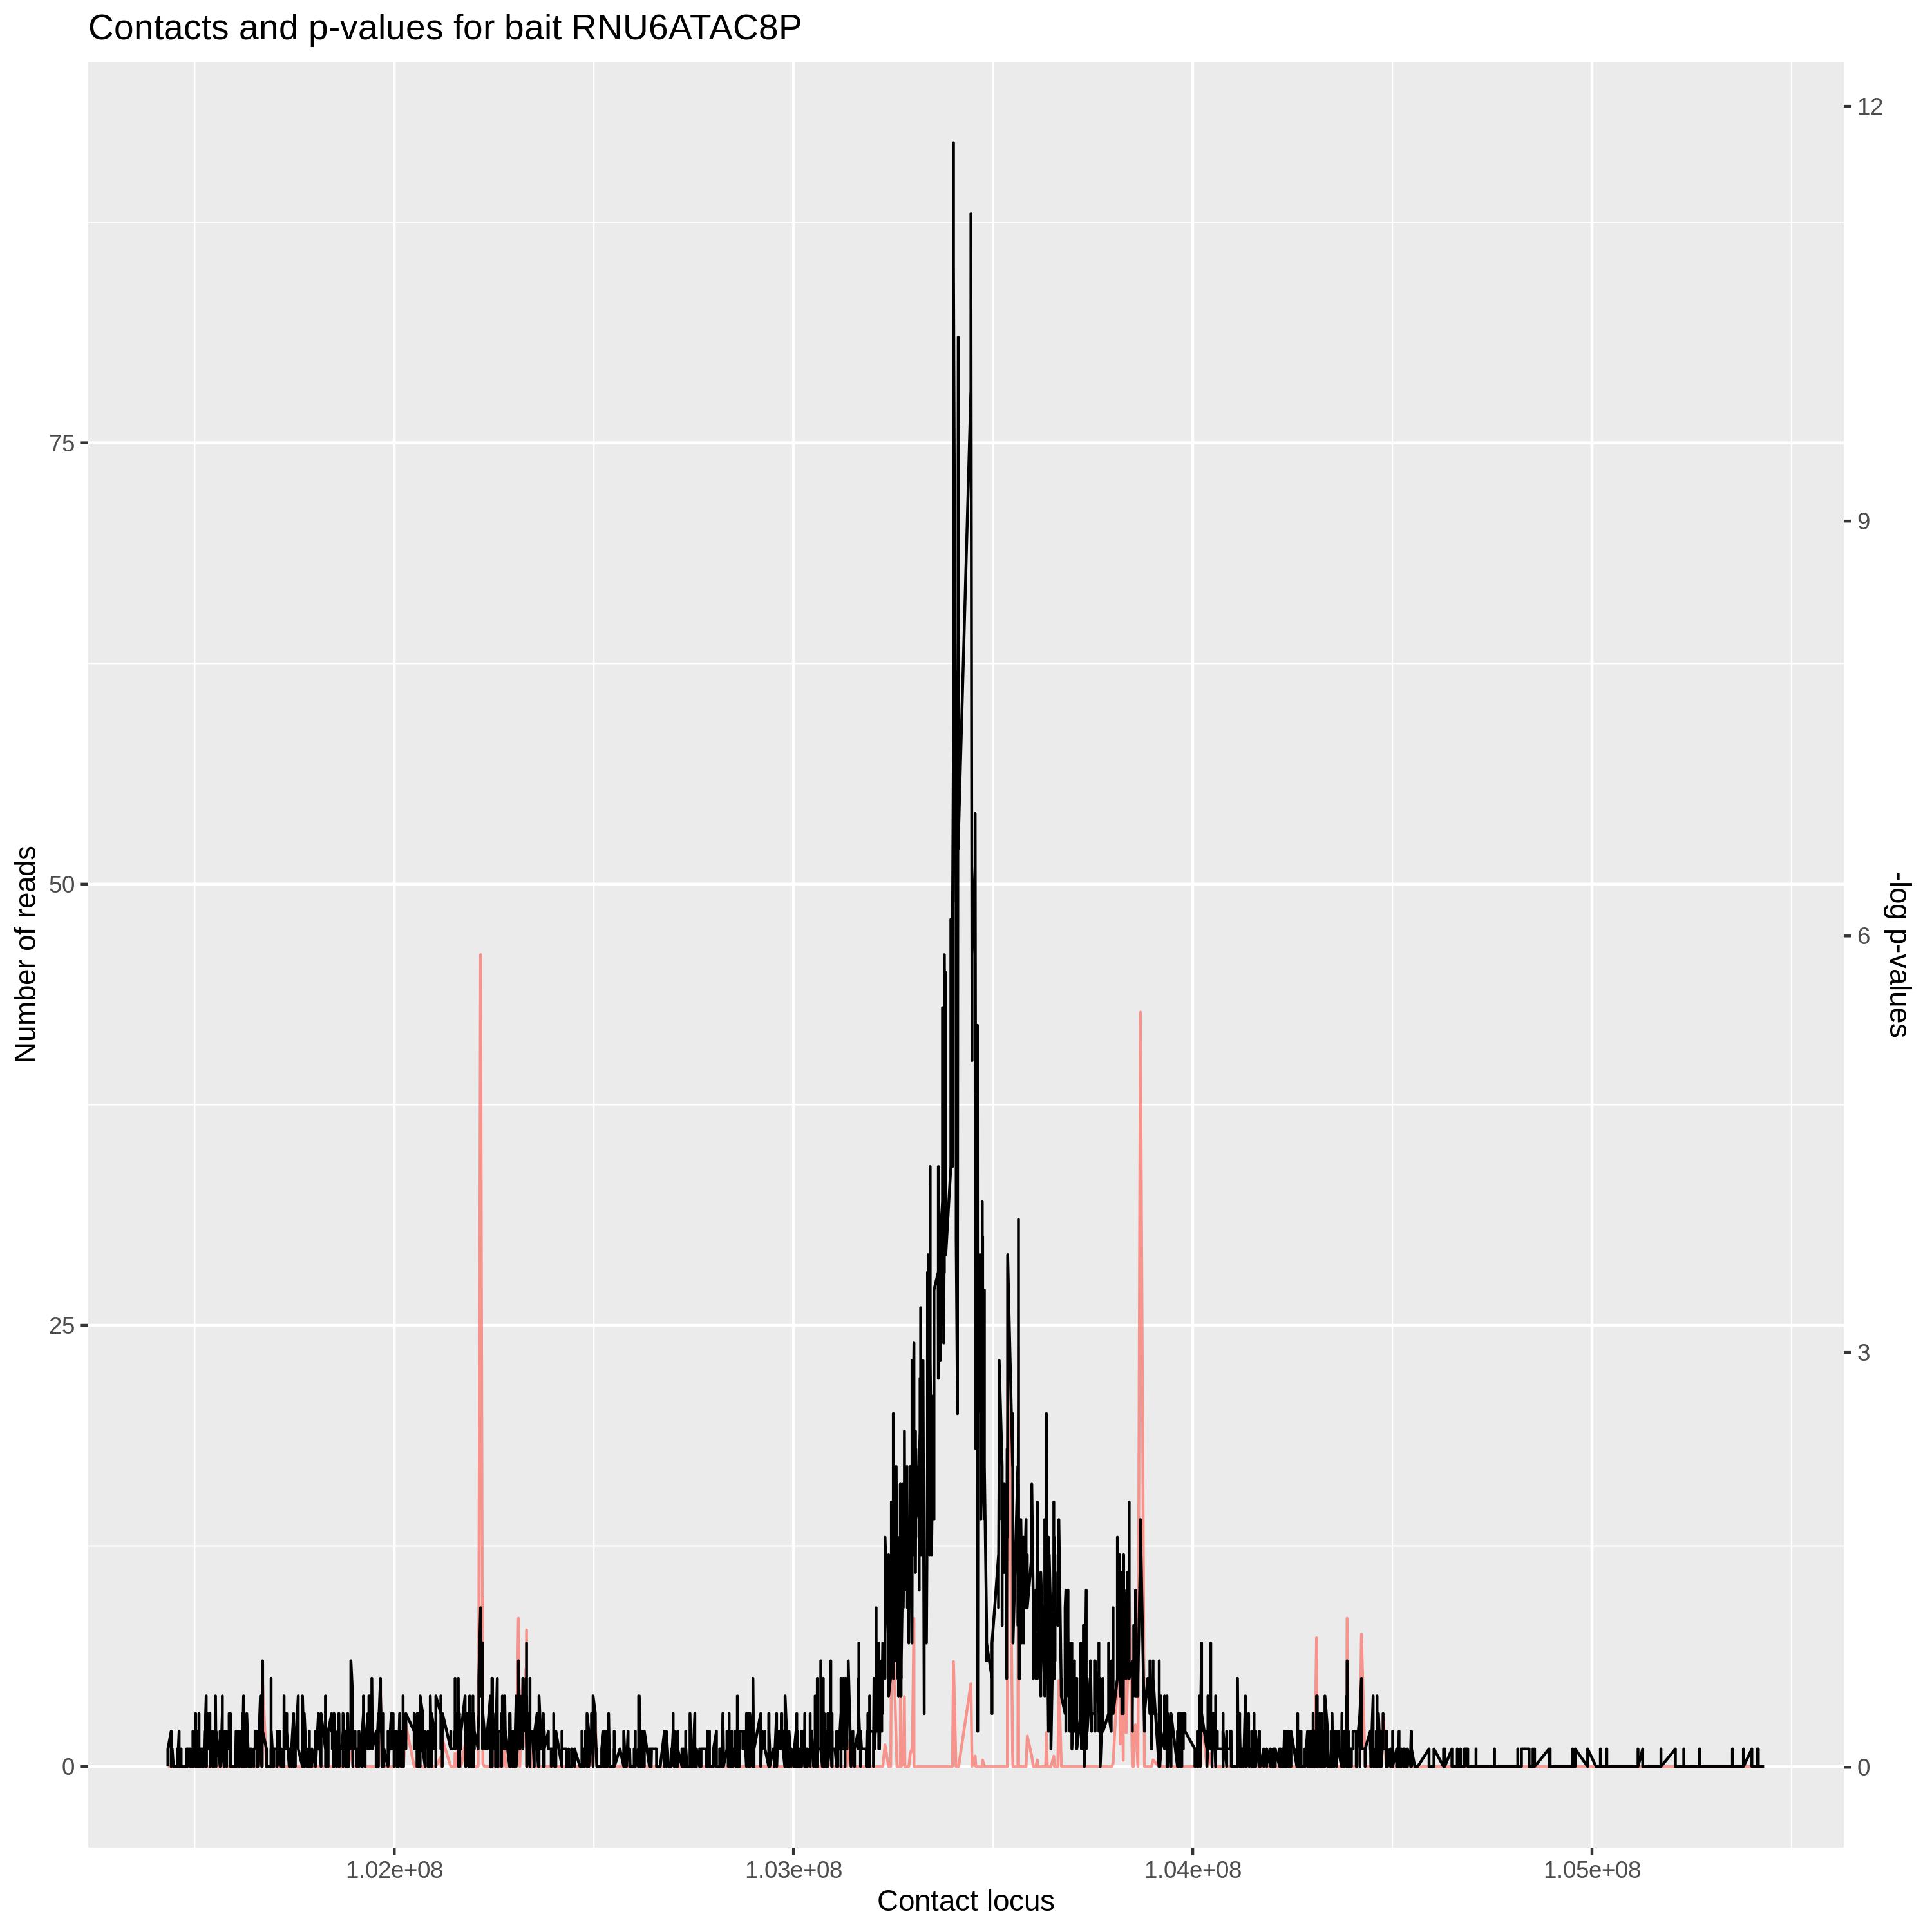 Contacts and p-values for bait RNU6ATAC8P
12
75
9
50
6
Number of reads
-log p-values
25
3
0
0
1.02e+08 1.03e+08 1.04e+08 1.05e+08
Contact locus